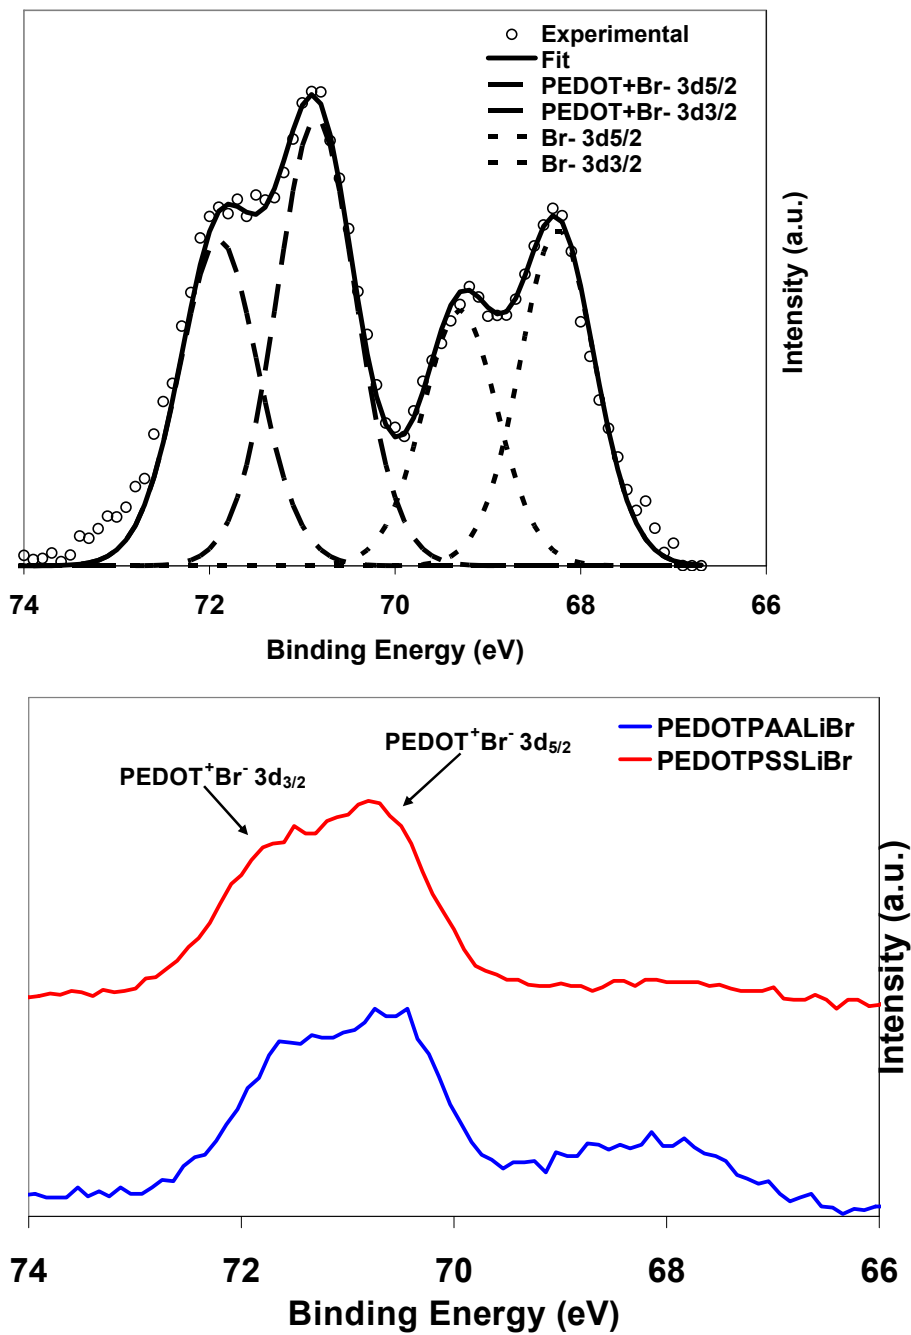 Experimental
Fit
PEDOT+Br- 3d5/2
PEDOT+Br- 3d3/2
Br- 3d5/2
Br- 3d3/2
Intensity (a.u.)
74 72 70 68 66
Binding Energy (eV)
PEDOTPAALiBr
PEDOTPSSLiBr
PEDOT+Br- 3d5/2
PEDOT+Br- 3d3/2
Intensity (a.u.)
74 72 70 68 66
Binding Energy (eV)